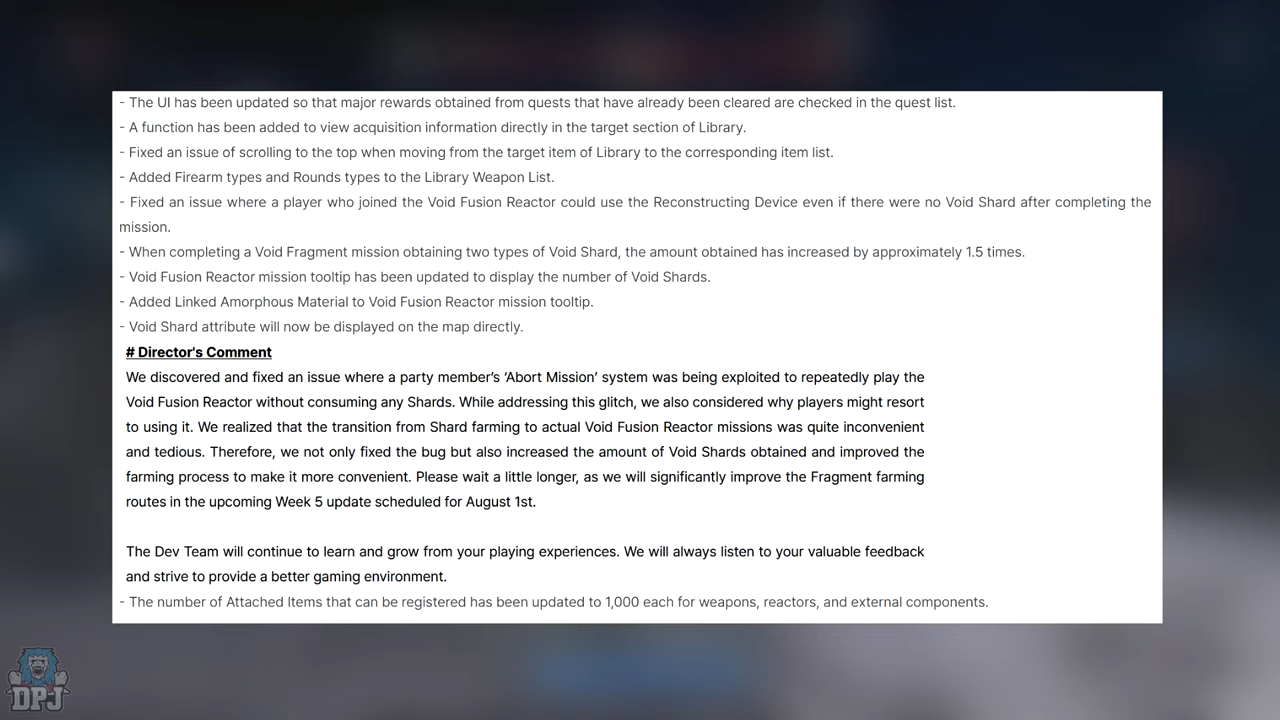 - The UI has been updated so that major rewards obtained from quests that have already been cleared are checked in the quest list.
- A function has been added to view acquisition information directly in the target section of Library.
- Fixed an issue of scrolling to the top when moving from the target item of Library to the corresponding item list.
- Added Firearm types and Rounds types to the Library Weapon List.
- Fixed an issue where a player who joined the Void Fusion Reactor could use the Reconstructing Device even if there were no Void Shard after completing the
mission.
- When completing a Void Fragment mission obtaining two types of Void Shard, the amount obtained has increased by approximately 1.5 times.
- Void Fusion Reactor mission tooltip has been updated to display the number of Void Shards.
- Added Linked Amorphous Material to Void Fusion Reactor mission tooltip.
- Void Shard attribute will now be displayed on the map directly.
# Director's Comment
We discovered and fixed an issue where a party member's ‘Abort Mission’ system was being exploited to repeatedly play the
Void Fusion Reactor without consuming any Shards. While addressing this glitch, we also considered why players might resort
to using it. We realized that the transition from Shard farming to actual Void Fusion Reactor missions was quite inconvenient
and tedious. Therefore, we not only fixed the bug but also increased the amount of Void Shards obtained and improved the
farming process to make it more convenient. Please wait a little longer, as we will significantly improve the Fragment farming
routes in the upcoming Week 5 update scheduled for August 1st.
The Dev Team will continue to learn and grow from your playing experiences. We will always listen to your valuable feedback
and strive to provide a better gaming environment.
- The number of Attached Items that can be registered has been updated to 1,000 each for weapons, reactors, and external components.
DPJ